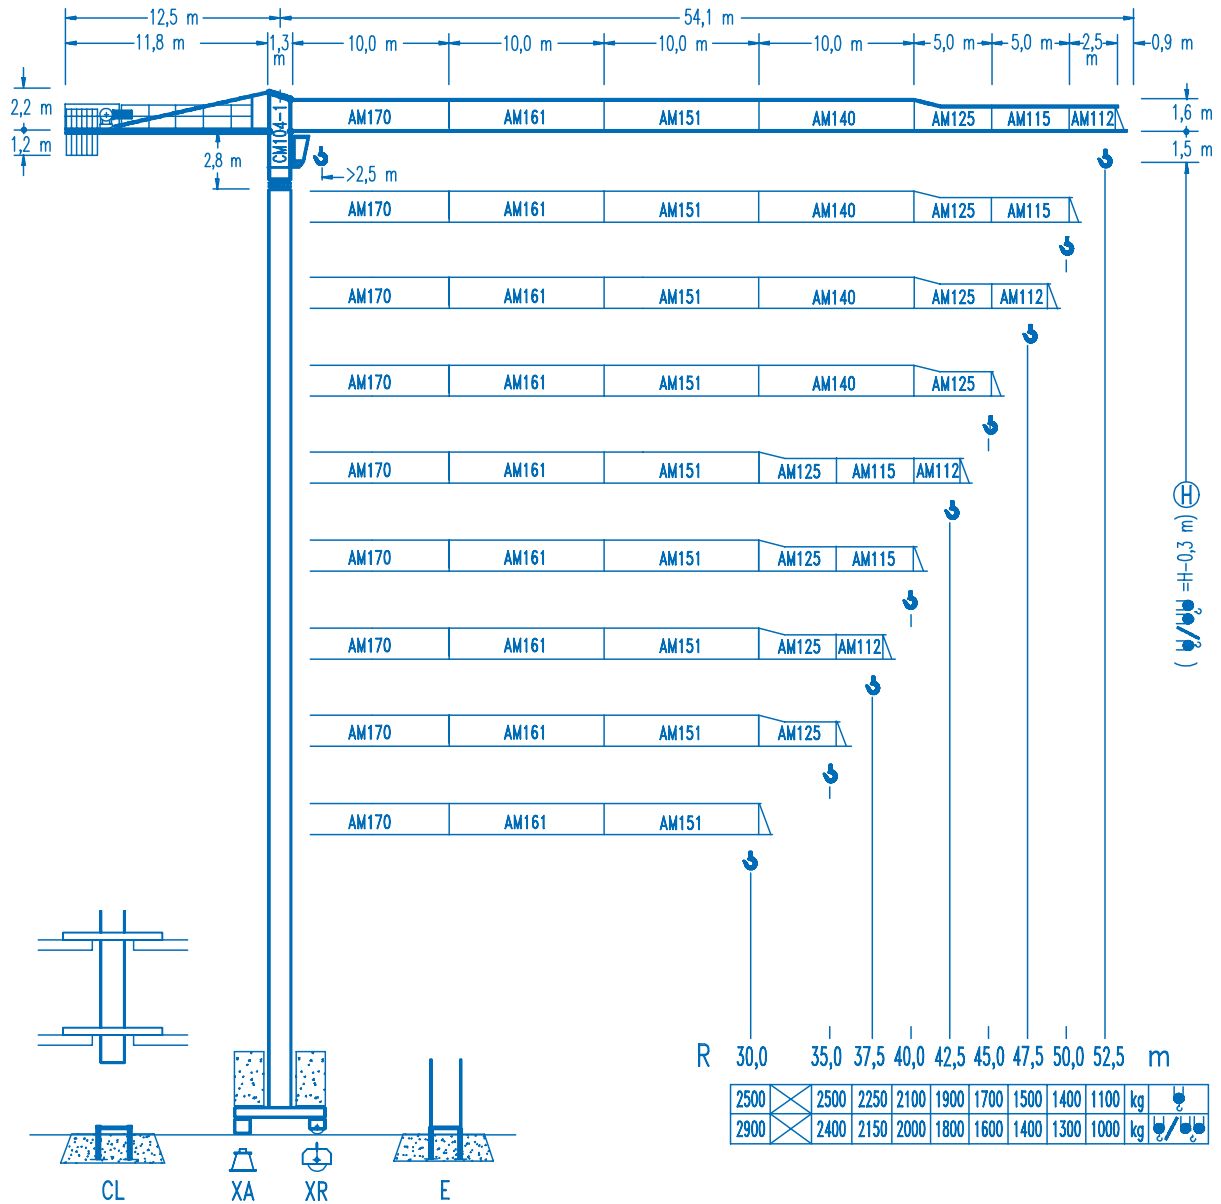 12,5 m 54,1 m
11,8 m 1,3 m 10,0 m 10,0 m 10,0 m 10,0 m 5,0 m 5,0 m 2,5 m 0,9 m
2,2 m
1,2 m
2,8 m
CM104-1
>2,5 m
1,6 m
1,5 m
AM170 AM161 AM151 AM140 AM125 AM115 AM112
AM170 AM161 AM151 AM140 AM125 AM115
AM170 AM161 AM151 AM140 AM125 AM112
AM170 AM161 AM151 AM140 AM125
AM170 AM161 AM151 AM125 AM115 AM112
AM170 AM161 AM151 AM125 AM115
AM170 AM161 AM151 AM125 AM112
AM170 AM161 AM151 AM125
AM170 AM161 AM151
H
( / =H-0,3 m)
R 30,0 35,0 37,5 40,0 42,5 45,0 47,5 50,0 52,5 m
2500 2500 2250 2100 1900 1700 1500 1400 1100 kg
2900 2400 2150 2000 1800 1600 1400 1300 1000 kg /
CL XA XR E